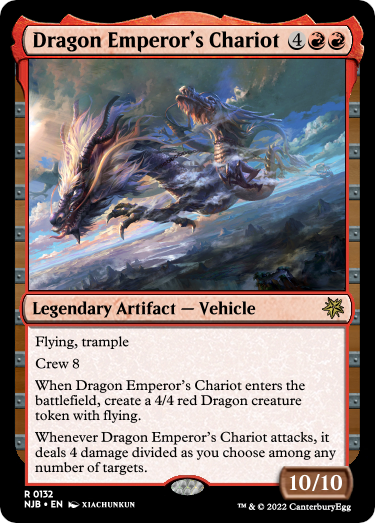 Dragon Emperor's Chariot 4
Legendary Artifact — Vehicle
Flying, trample
Crew 8
When Dragon Emperor's Chariot enters the
battlefield, create a 4/4 red Dragon creature
token with flying.
Whenever Dragon Emperor's Chariot attacks, it
deals 4 damage divided as you choose among any
number of targets.
10/10
R 0132
NJB • EN XIACHUNKUN
™ & © 2022 CanterburyEgg